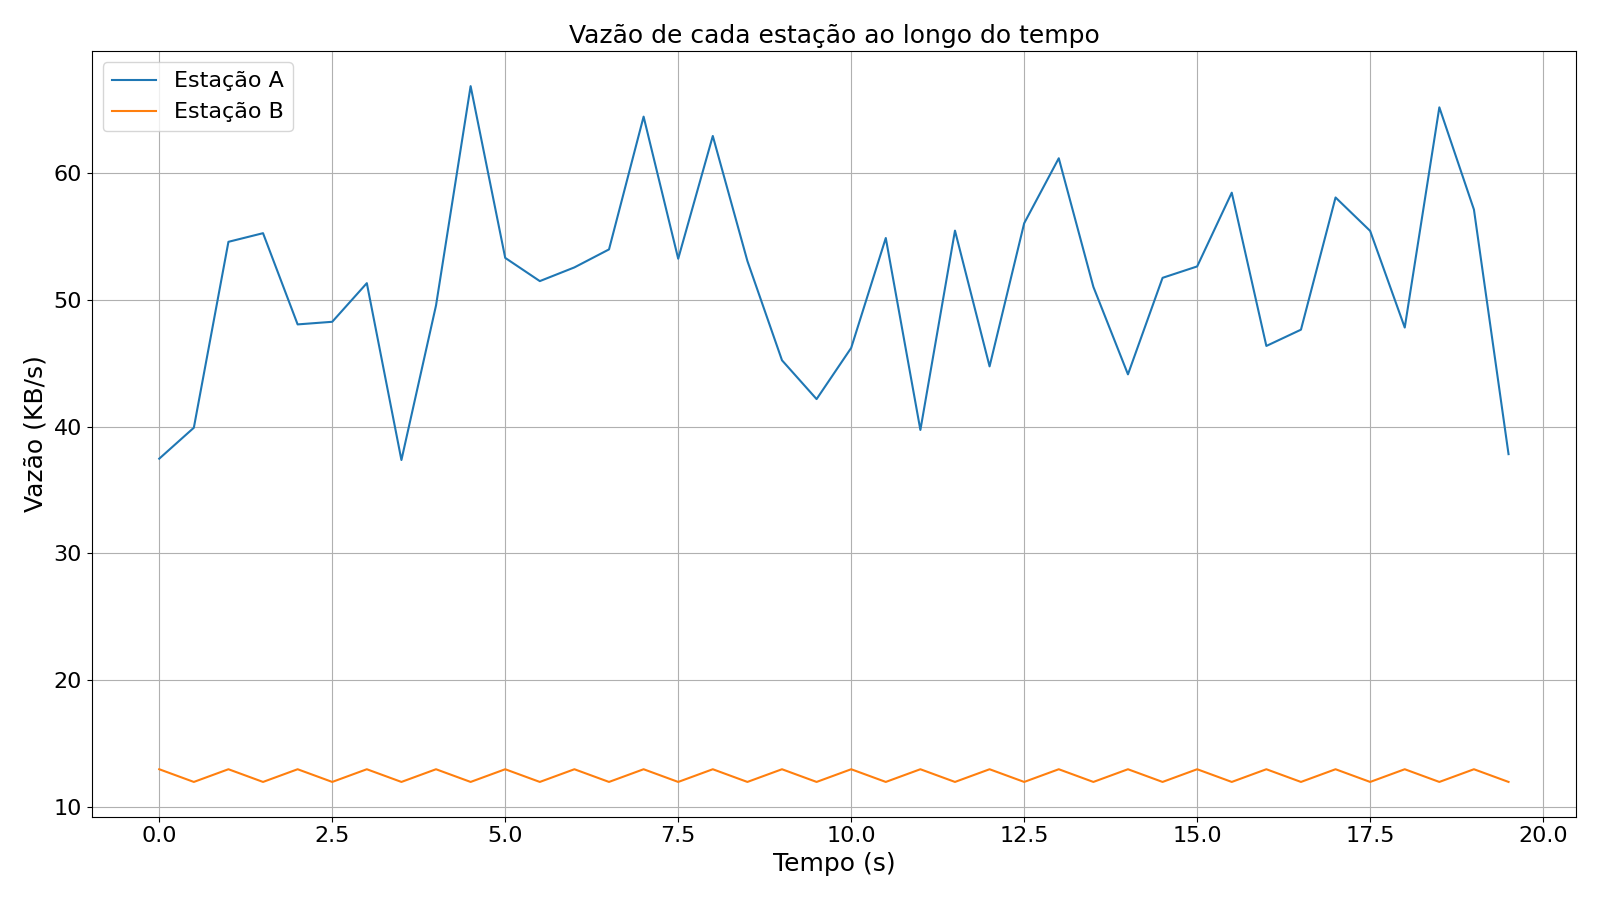 Vazão de cada estação ao longo do tempo
Estação A
Estação B
Vazão (KB/s)
60
50
40
30
20
10
0.0 2.5 5.0 7.5 10.0 12.5 15.0 17.5 20.0
Tempo (s)